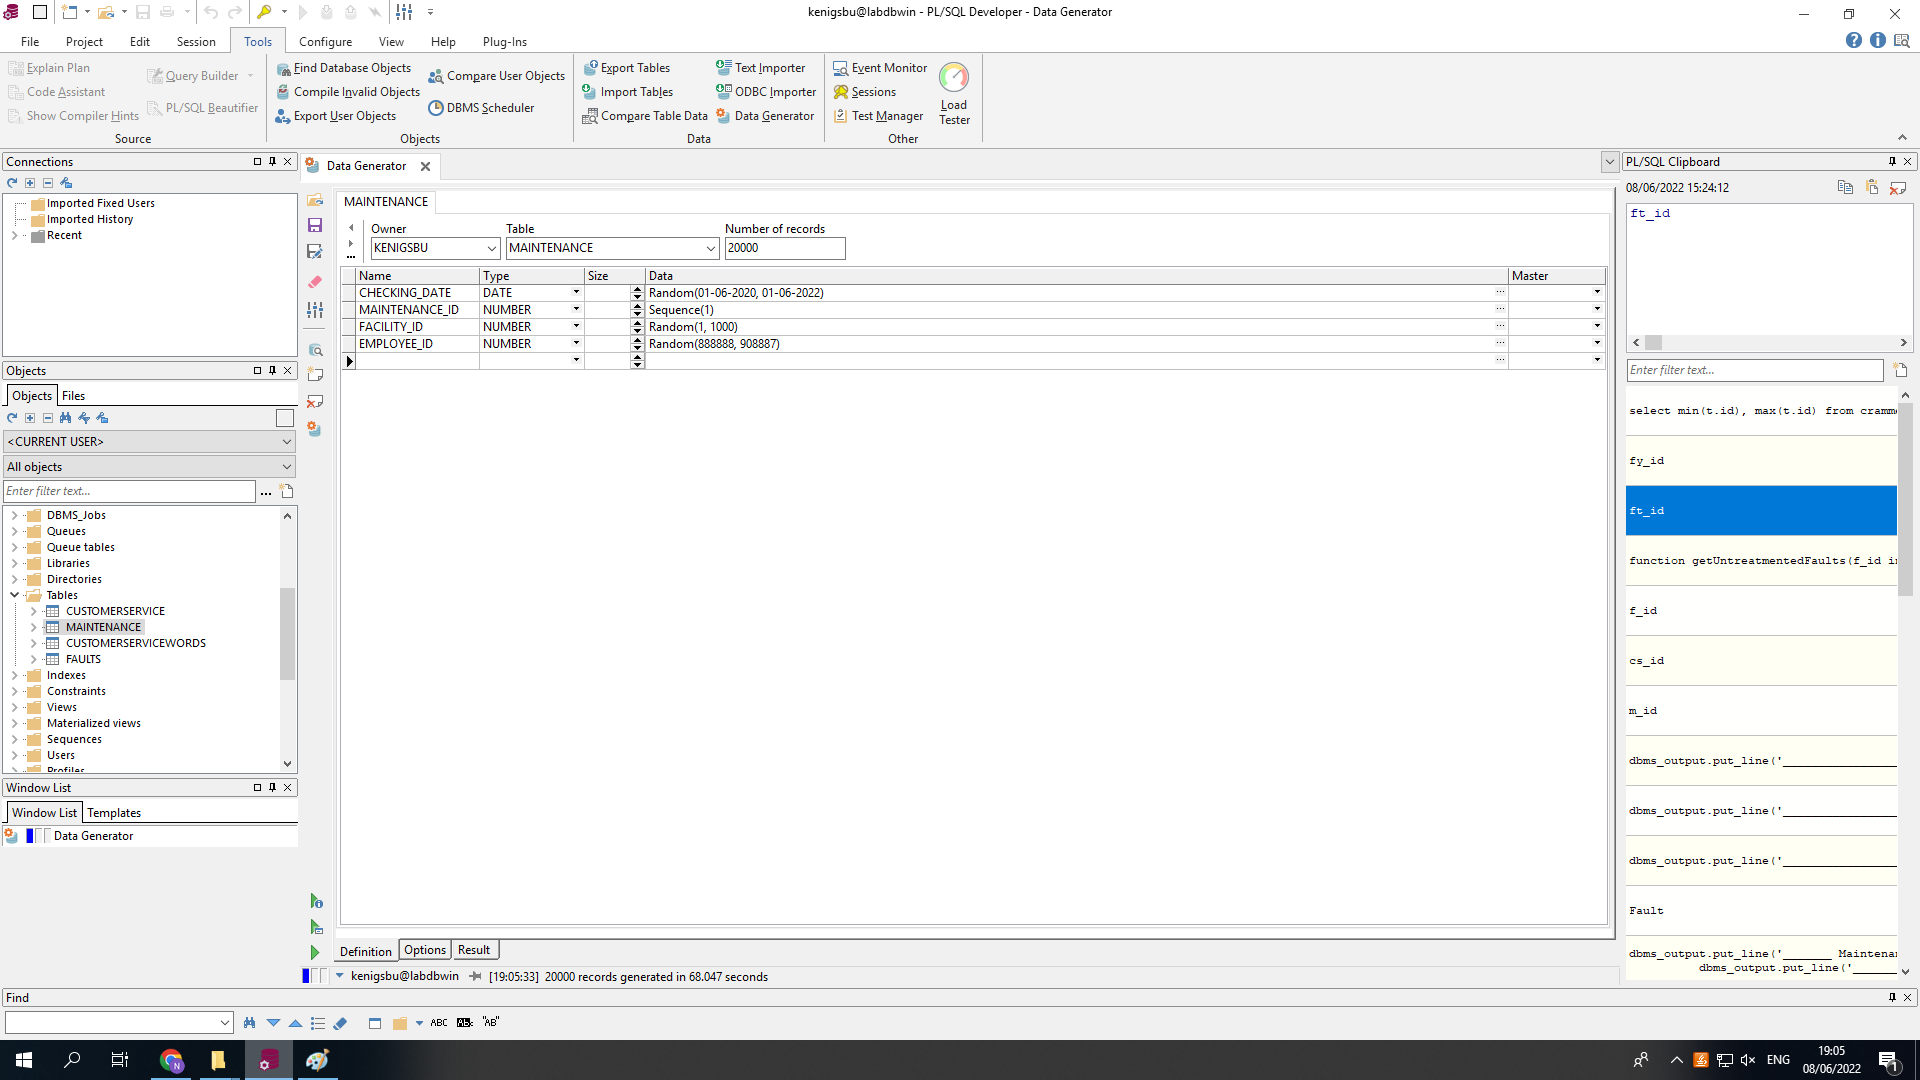 kenigsbu@labdbwin - PL/SQL Developer - Data Generator
File Project Edit Session Tools Configure View Help Plug-Ins
Explain Plan
Code Assistant
Show Compiler Hints
Query Builder
PL/SQL Beautifier
Source
Find Database Objects
Compile Invalid Objects
Export User Objects
Compare User Objects
DBMS Scheduler
Objects
Export Tables
Import Tables
Compare Table Data
Text Importer
ODBC Importer
Data Generator
Data
Event Monitor
Sessions
Test Manager
Load
Tester
Other
Connections
Imported Fixed Users
Imported History
Recent
Objects
Objects Files
<CURRENT USER>
All objects
Enter filter text...
DBMS_Jobs
Queues
Queue tables
Libraries
Directories
Tables
CUSTOMERSERVICE
MAINTENANCE
CUSTOMERSERVICEWORDS
FAULTS
Indexes
Constraints
Views
Materialized views
Sequences
Users
Profiles
Window List
Window List Templates
Data Generator
Data Generator
MAINTENANCE
Owner Table Number of records
KENIGSBU MAINTENANCE 20000
Name Type Size Data Master
CHECKING_DATE DATE Random(01-06-2020, 01-06-2022)
MAINTENANCE_ID NUMBER Sequence(1)
FACILITY_ID NUMBER Random(1, 1000)
EMPLOYEE_ID NUMBER Random(888888, 908887)
Definition Options Result
kenigsbu@labdbwin [19:05:33] 20000 records generated in 68.047 seconds
PL/SQL Clipboard
08/06/2022 15:24:12
ft_id
Enter filter text...
select min(t.id), max(t.id) from cramm
fy_id
ft_id
function getUntreatmentedFaults(f_id i
f_id
cs_id
m_id
dbms_output.put_line('___________________
dbms_output.put_line('___________________
dbms_output.put_line('___________________
Fault
dbms_output.put_line('_______ Maintena
dbms_output.put_line('_______
Find
ABC AB "AB"
N
ENG
19:05
08/06/2022
1